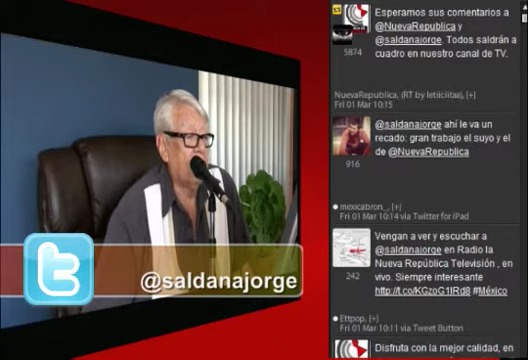 @saldanajorge
Esperamos sus comentarios a
@NuevaRepublica y
@saldanajorge. Todos saldrán a
cuadro en nuestro canal de TV.
5874
NuevaRepublica, (RT by letiiciitaa), [+]
Fri 01 Mar 10:15
@saldanajorge ahí le va un
recado: gran trabajo el suyo y el
de @NuevaRepublica
916
mexicabron_, [+]
Fri 01 Mar 10:14 via Twitter for iPad
Vengan a ver y escuchar a
@saldanajorge en Radio la
Nueva República Televisión , en
vivo. Siempre interesante
http://t.co/KGzoG1IRd8 #México
242
Ettpop, [+]
Fri 01 Mar 10:11 via Tweet Button
Disfruta con la mejor calidad, en